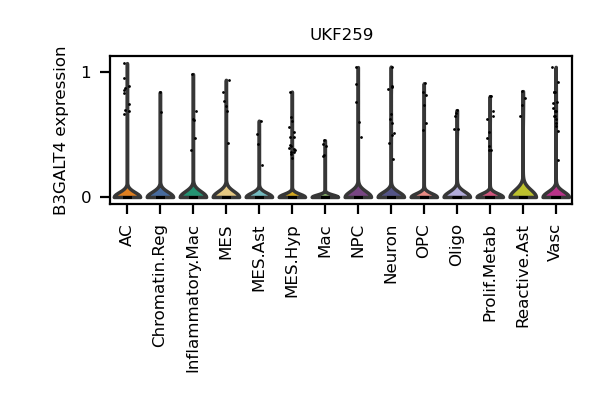 UKF259
B3GALT4 expression
1
0
AC
Chromatin.Reg
Inflammatory.Mac
MES
MES.Ast
MES.Hyp
Mac
NPC
Neuron
OPC
Oligo
Prolif.Metab
Reactive.Ast
Vasc